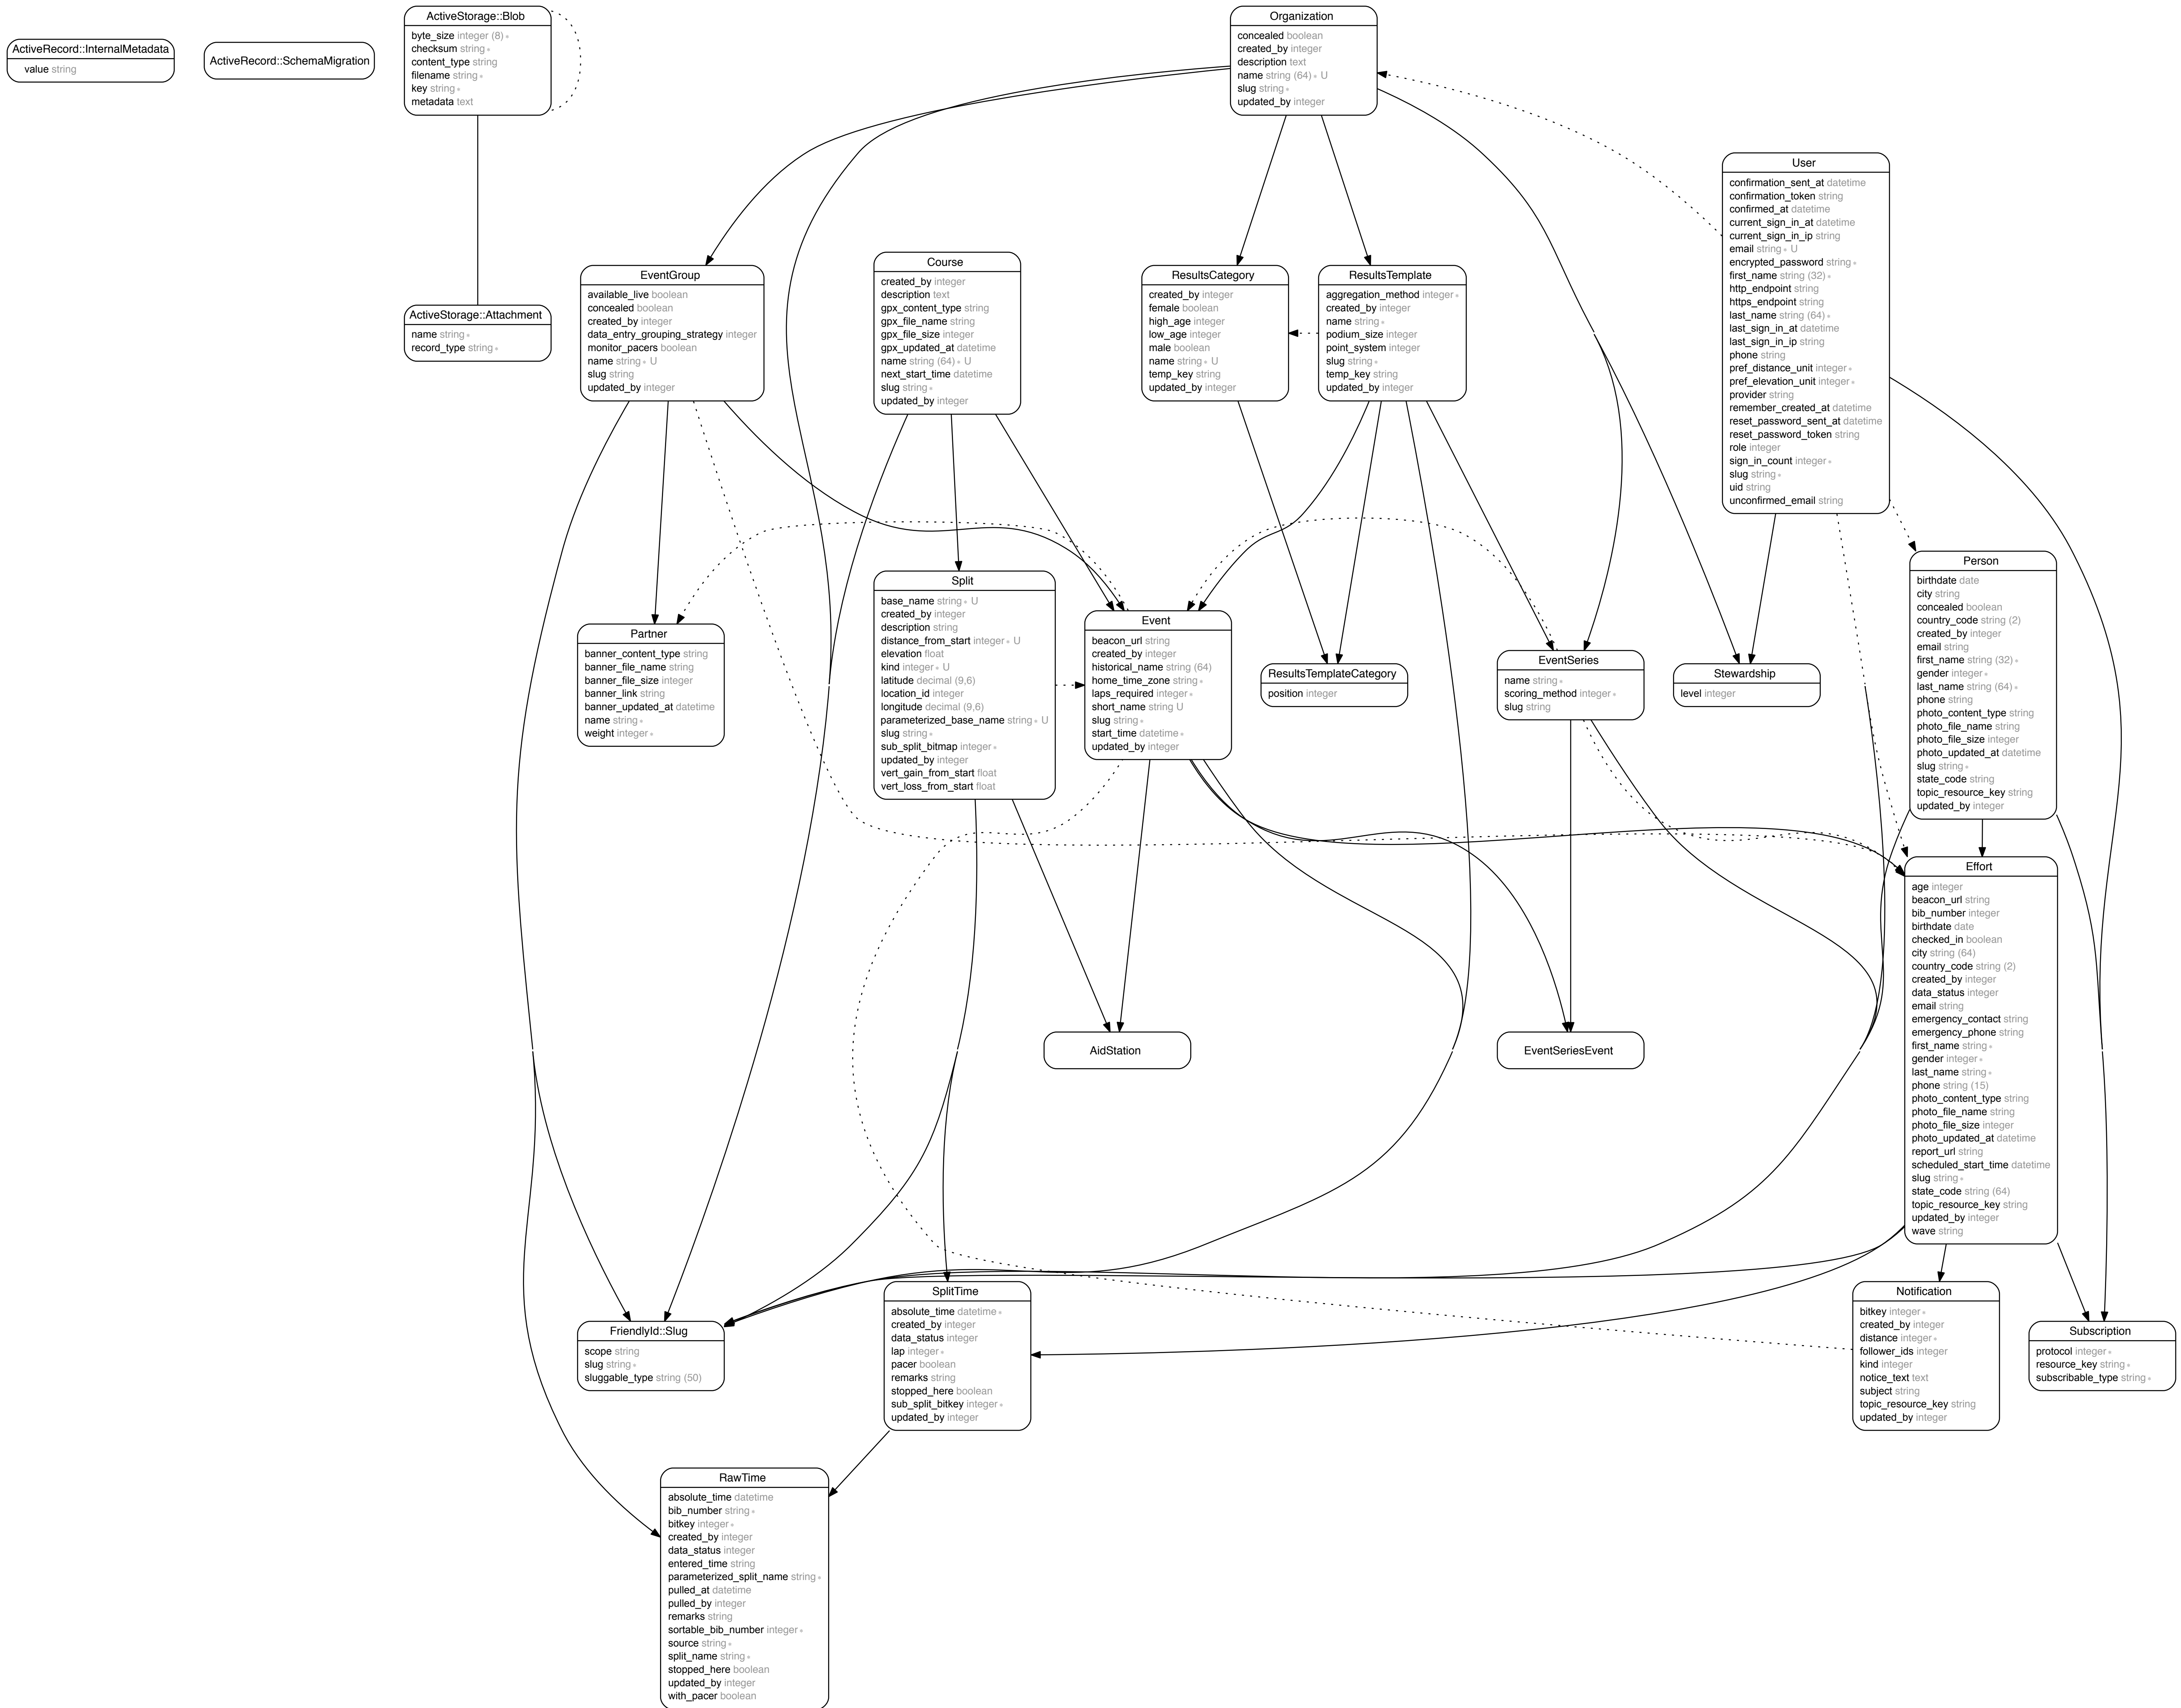 ActiveRecord::InternalMetadata
value string
ActiveRecord::SchemaMigration
ActiveStorage::Blob
byte_size integer (8) ∗
checksum string ∗
content_type string
filename string ∗
key string ∗
metadata text
Organization
concealed boolean
created_by integer
description text
name string (64) ∗ U
slug string ∗
updated_by integer
User
confirmation_sent_at datetime
confirmation_token string
confirmed_at datetime
current_sign_in_at datetime
current_sign_in_ip string
email string ∗ U
encrypted_password string ∗
first_name string (32) ∗
http_endpoint string
https_endpoint string
last_name string (64) ∗
last_sign_in_at datetime
last_sign_in_ip string
phone string
pref_distance_unit integer ∗
pref_elevation_unit integer ∗
provider string
remember_created_at datetime
reset_password_sent_at datetime
reset_password_token string
role integer
sign_in_count integer ∗
slug string ∗
uid string
unconfirmed_email string
ActiveStorage::Attachment
name string ∗
record_type string ∗
EventGroup
available_live boolean
concealed boolean
created_by integer
data_entry_grouping_strategy integer
monitor_pacers boolean
name string ∗ U
slug string
updated_by integer
Course
created_by integer
description text
gpx_content_type string
gpx_file_name string
gpx_file_size integer
gpx_updated_at datetime
name string (64) ∗ U
next_start_time datetime
slug string ∗
updated_by integer
ResultsCategory
created_by integer
female boolean
high_age integer
low_age integer
male boolean
name string ∗ U
temp_key string
updated_by integer
ResultsTemplate
aggregation_method integer ∗
created_by integer
name string ∗
podium_size integer
point_system integer
slug string ∗
temp_key string
updated_by integer
Person
birthdate date
city string
concealed boolean
country_code string (2)
created_by integer
email string
first_name string (32) ∗
gender integer ∗
last_name string (64) ∗
phone string
photo_content_type string
photo_file_name string
photo_file_size integer
photo_updated_at datetime
slug string ∗
state_code string
topic_resource_key string
updated_by integer
Partner
banner_content_type string
banner_file_name string
banner_file_size integer
banner_link string
banner_updated_at datetime
name string ∗
weight integer ∗
Split
base_name string ∗ U
created_by integer
description string
distance_from_start integer ∗ U
elevation float
kind integer ∗ U
latitude decimal (9,6)
location_id integer
longitude decimal (9,6)
parameterized_base_name string ∗ U
slug string ∗
sub_split_bitmap integer ∗
updated_by integer
vert_gain_from_start float
vert_loss_from_start float
Event
beacon_url string
created_by integer
historical_name string (64)
home_time_zone string ∗
laps_required integer ∗
short_name string U
slug string ∗
start_time datetime ∗
updated_by integer
ResultsTemplateCategory
position integer
EventSeries
name string ∗
scoring_method integer ∗
slug string
Stewardship
level integer
Effort
age integer
beacon_url string
bib_number integer
birthdate date
checked_in boolean
city string (64)
country_code string (2)
created_by integer
data_status integer
email string
emergency_contact string
emergency_phone string
first_name string ∗
gender integer ∗
last_name string ∗
phone string (15)
photo_content_type string
photo_file_name string
photo_file_size integer
photo_updated_at datetime
report_url string
scheduled_start_time datetime
slug string ∗
state_code string (64)
topic_resource_key string
updated_by integer
wave string
AidStation
EventSeriesEvent
FriendlyId::Slug
scope string
slug string ∗
sluggable_type string (50)
SplitTime
absolute_time datetime ∗
created_by integer
data_status integer
lap integer ∗
pacer boolean
remarks string
stopped_here boolean
sub_split_bitkey integer ∗
updated_by integer
Notification
bitkey integer ∗
created_by integer
distance integer ∗
follower_ids integer
kind integer
notice_text text
subject string
topic_resource_key string
updated_by integer
Subscription
protocol integer ∗
resource_key string ∗
subscribable_type string ∗
RawTime
absolute_time datetime
bib_number string ∗
bitkey integer ∗
created_by integer
data_status integer
entered_time string
parameterized_split_name string ∗
pulled_at datetime
pulled_by integer
remarks string
sortable_bib_number integer ∗
source string ∗
split_name string ∗
stopped_here boolean
updated_by integer
with_pacer boolean